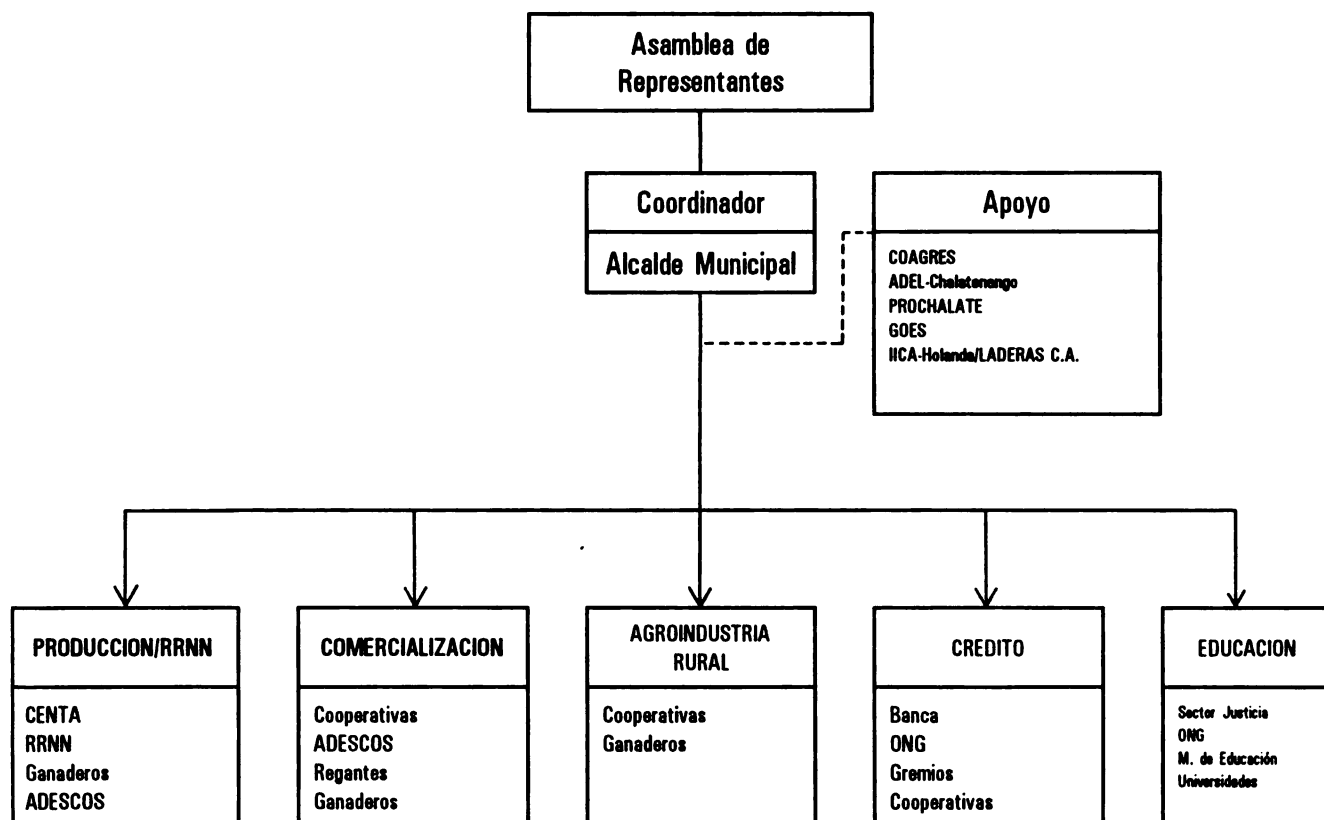 Asamblea de
Representantes
Coordinador
Alcalde Municipal
Apoyo
COAGRES
ADEL-Chalatenango
PROCHALATE
GOES
IICA-Holanda/LADERAS C.A.
PRODUCCION/RRNN
CENTA
RRNN
Ganaderos
ADESCOS
COMERCIALIZACION
Cooperativas
ADESCOS
Regantes
Ganaderos
AGROINDUSTRIA
RURAL
Cooperativas
Ganaderos
CREDITO
Banca
ONG
Gremios
Cooperativas
EDUCACION
Sector Justicia
ONG
M. de Educación
Universidades